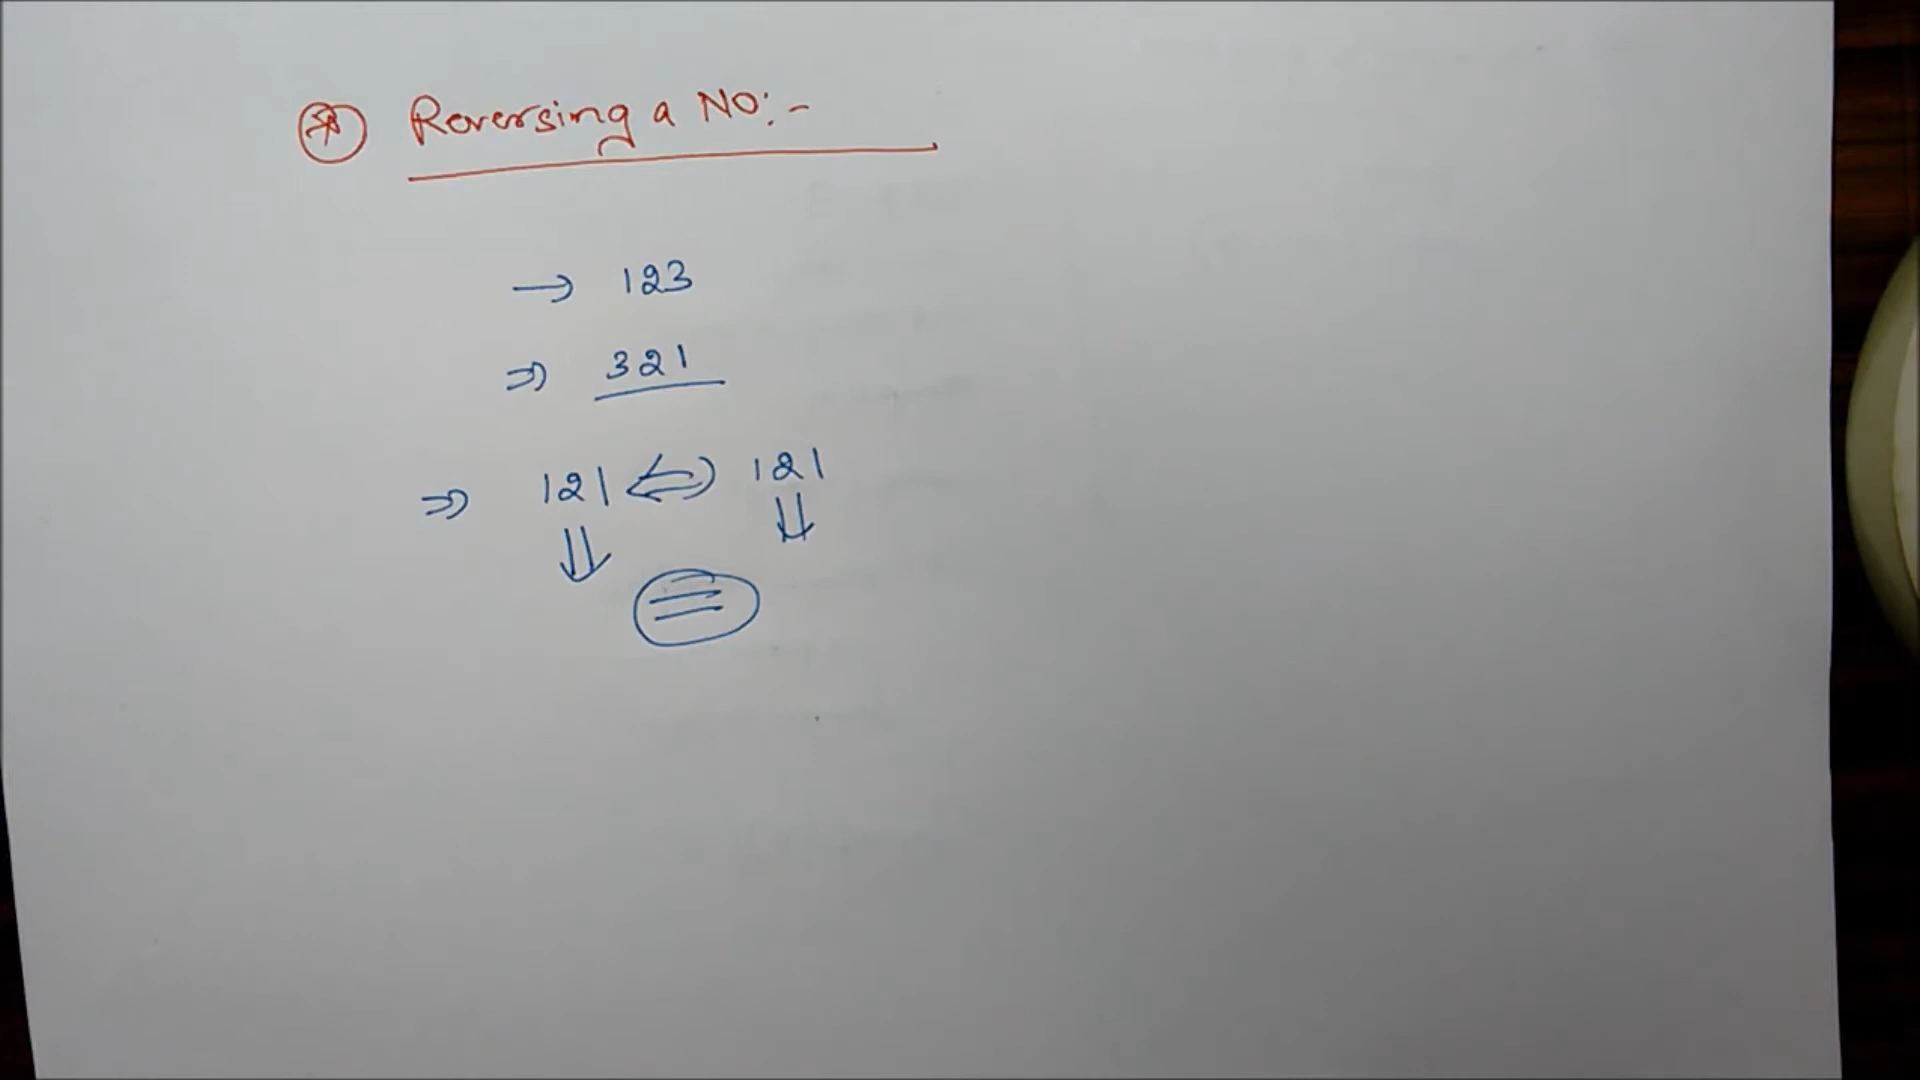 Reversing a NO:-
→ 123
⇒ 321
⇒ 121 ⇔ 121
⇓ ⇓
=